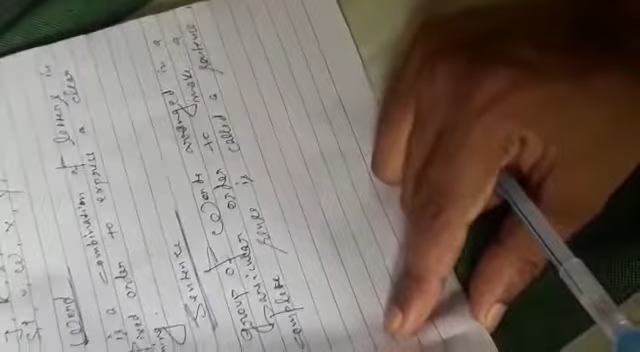 S, t, v, w, x, y
Word
is a combination of letters in
fixed order to express a clear
ning.
Sentence
group of words arranged in a
particular order to make a
complete sense is called a sentence.